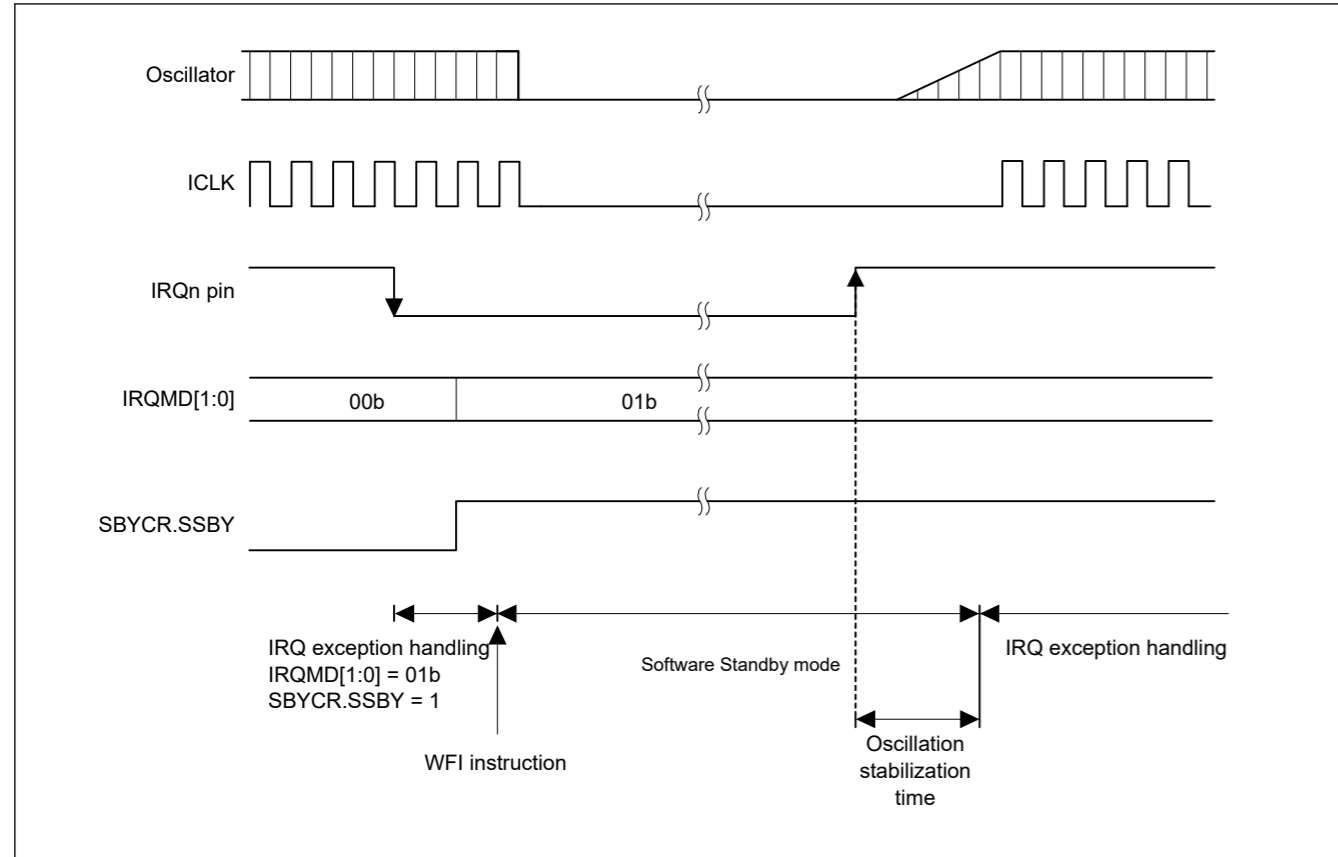 Oscillator
ICLK
IRQn pin
IRQMD[1:0]
00b
01b
SBYCR.SSBY
IRQ exception handling
IRQMD[1:0] = 01b
SBYCR.SSBY = 1
Software Standby mode
IRQ exception handling
WFI instruction
Oscillation
stabilization
time